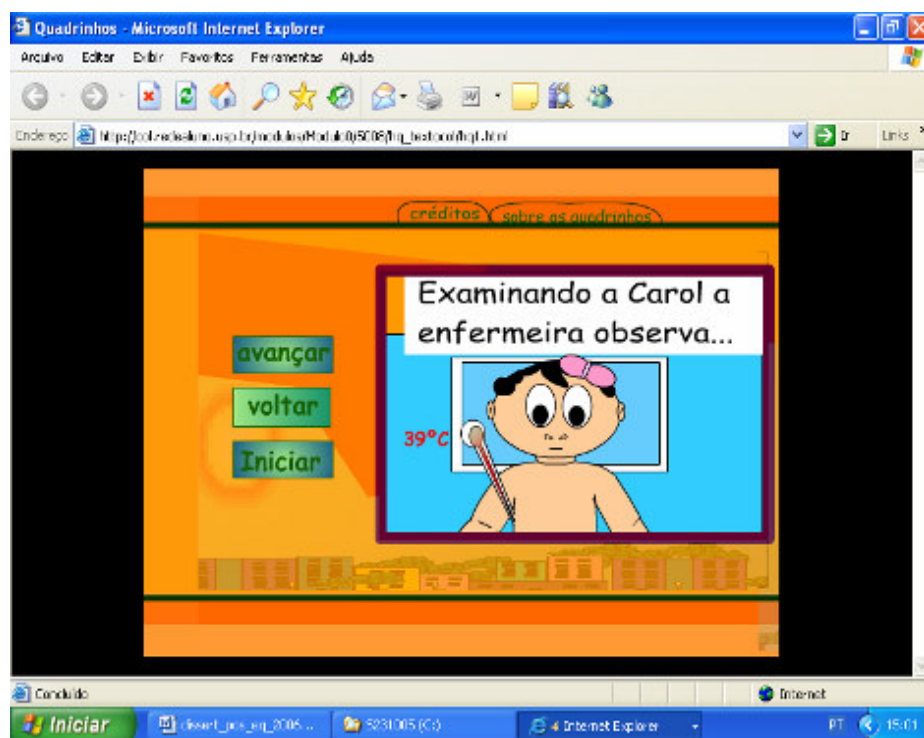 Quadrinhos - Microsoft Internet Explorer
Arquivo Editar Exibir Favoritos Ferramentas Ajuda
Endereço Ir Links
créditos sobre os quadrinhos
Examinando a Carol a
enfermeira observa...
avançar
voltar
39°C
Iniciar
Concluído Internet
Iniciar 4 Internet Explorer PT 15:01